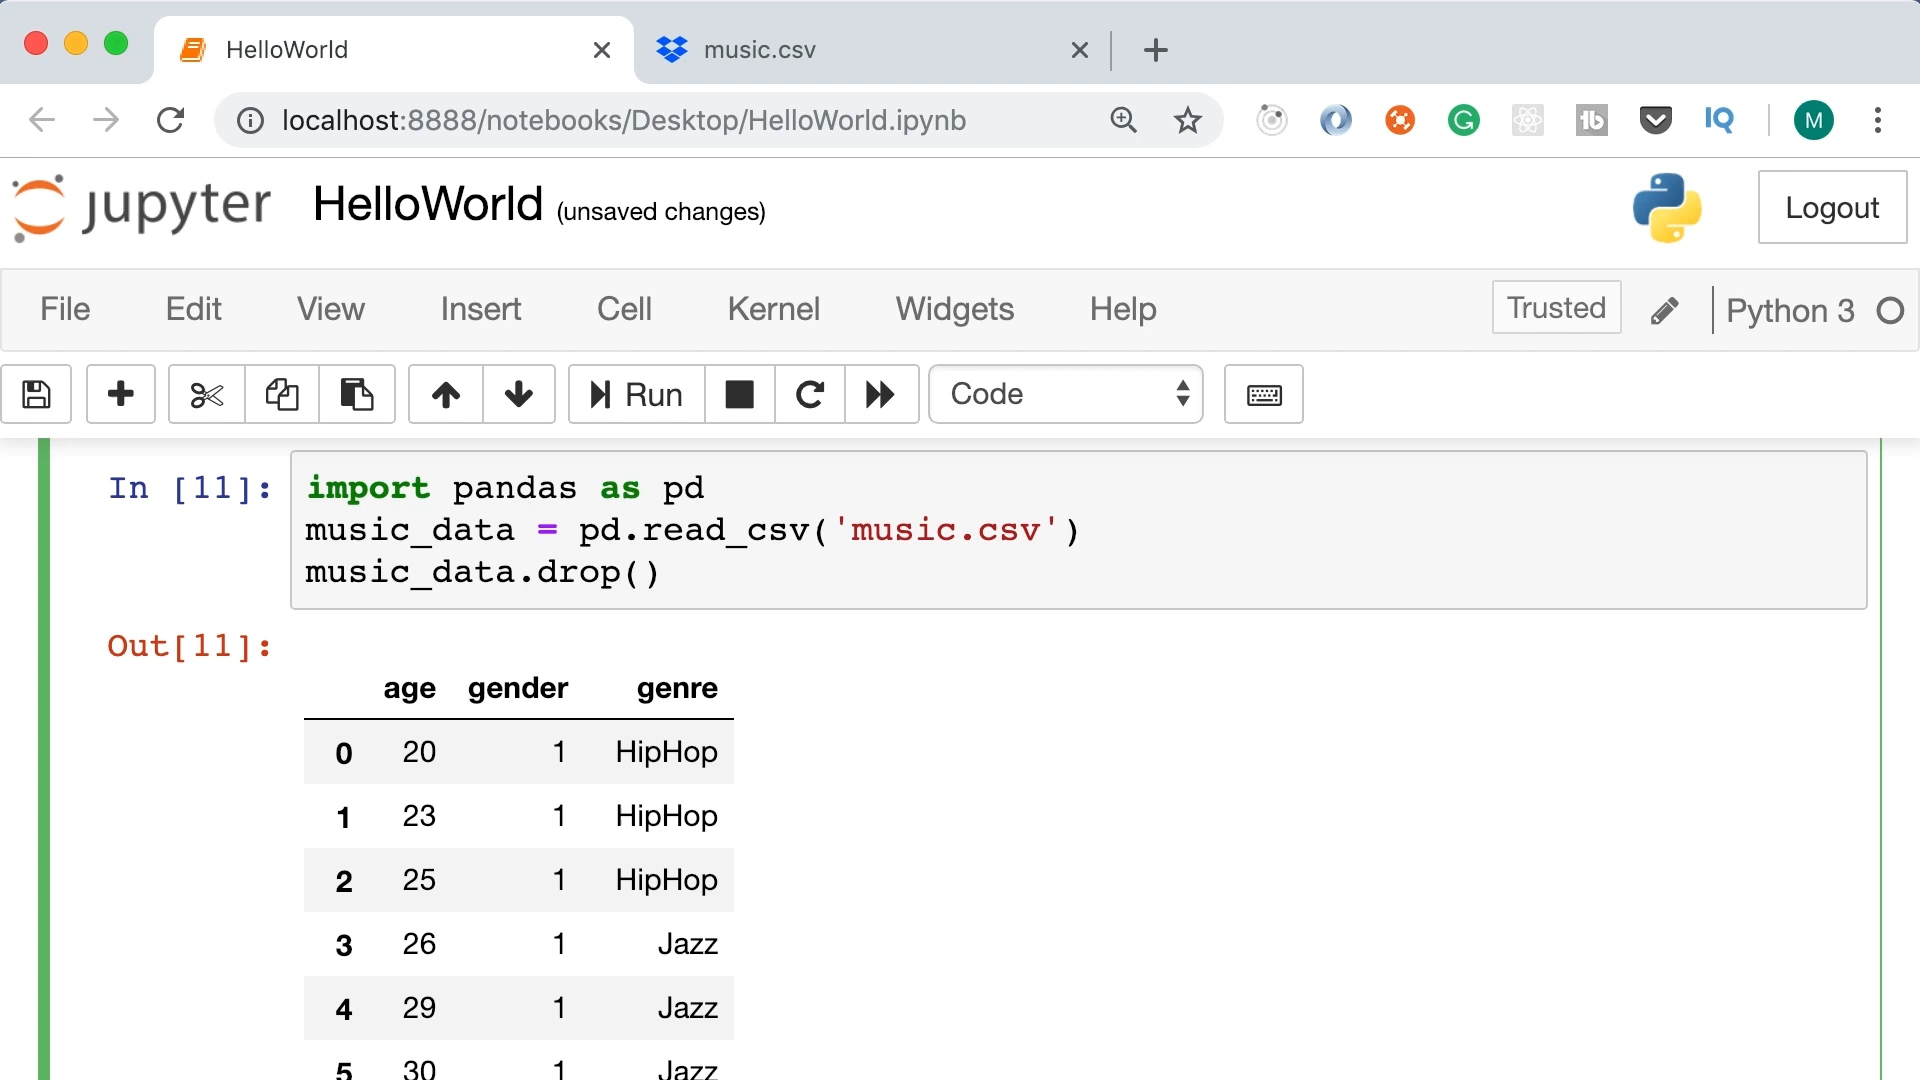 HelloWorld
music.csv
localhost:8888/notebooks/Desktop/HelloWorld.ipynb
IQ
M
jupyter HelloWorld (unsaved changes)
Logout
File Edit View Insert Cell Kernel Widgets Help
Trusted
Python 3
Run
Code
In [11]:
import pandas as pd
music_data = pd.read_csv('music.csv')
music_data.drop()
Out[11]:
age gender genre
0 20 1 HipHop
1 23 1 HipHop
2 25 1 HipHop
3 26 1 Jazz
4 29 1 Jazz
5 30 1 Jazz